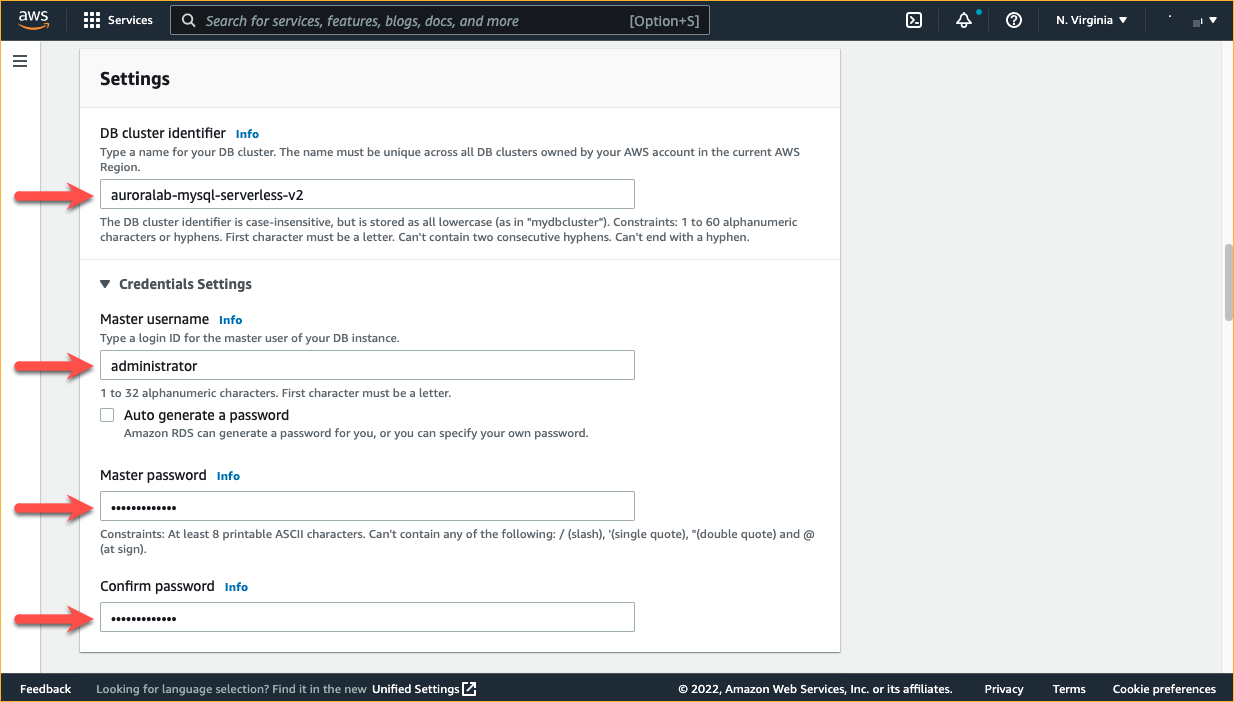 aws
Services
Search for services, features, blogs, docs, and more
[Option+S]
N. Virginia
Settings
DB cluster identifier Info
Type a name for your DB cluster. The name must be unique across all DB clusters owned by your AWS account in the current AWS
Region.
auroralab-mysql-serverless-v2
The DB cluster identifier is case-insensitive, but is stored as all lowercase (as in "mydbcluster"). Constraints: 1 to 60 alphanumeric
characters or hyphens. First character must be a letter. Can't contain two consecutive hyphens. Can't end with a hyphen.
Credentials Settings
Master username Info
Type a login ID for the master user of your DB instance.
administrator
1 to 32 alphanumeric characters. First character must be a letter.
Auto generate a password
Amazon RDS can generate a password for you, or you can specify your own password.
Master password Info
•••••••••••••
Constraints: At least 8 printable ASCII characters. Can't contain any of the following: / (slash), '(single quote), "(double quote) and @
(at sign).
Confirm password Info
•••••••••••••
Feedback
Looking for language selection? Find it in the new Unified Settings
© 2022, Amazon Web Services, Inc. or its affiliates.
Privacy
Terms
Cookie preferences